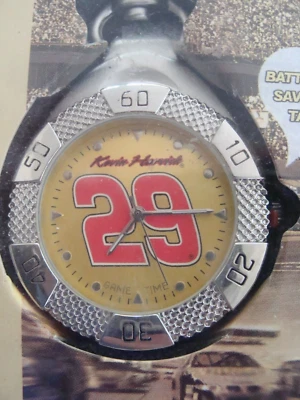 BATT
SAV
TA
60
50
10
Kevin Harvick
29
40
20
GAME TIME
30